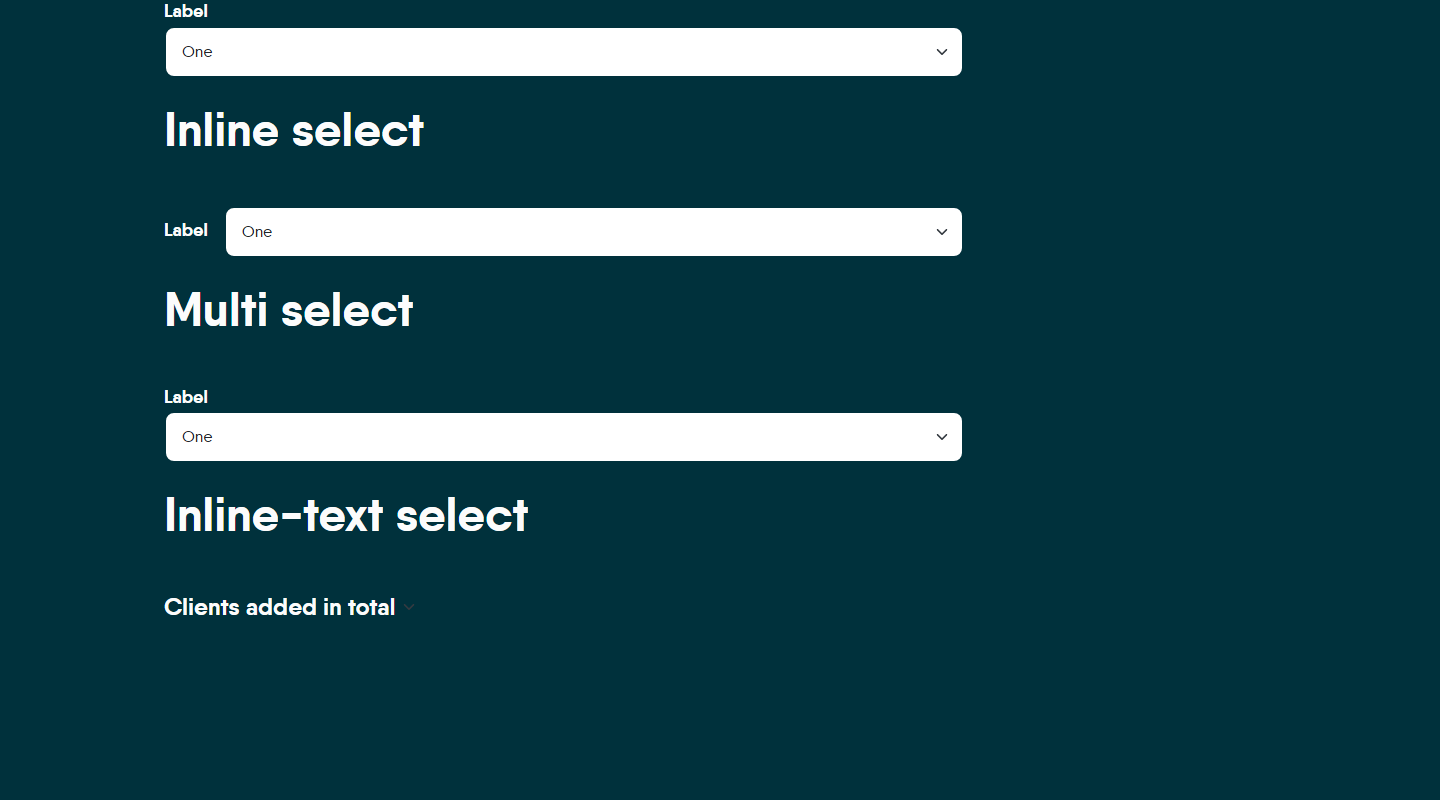 Label
One
Inline select
Label One
Multi select
Label
One
Inline-text select
Clients added in total